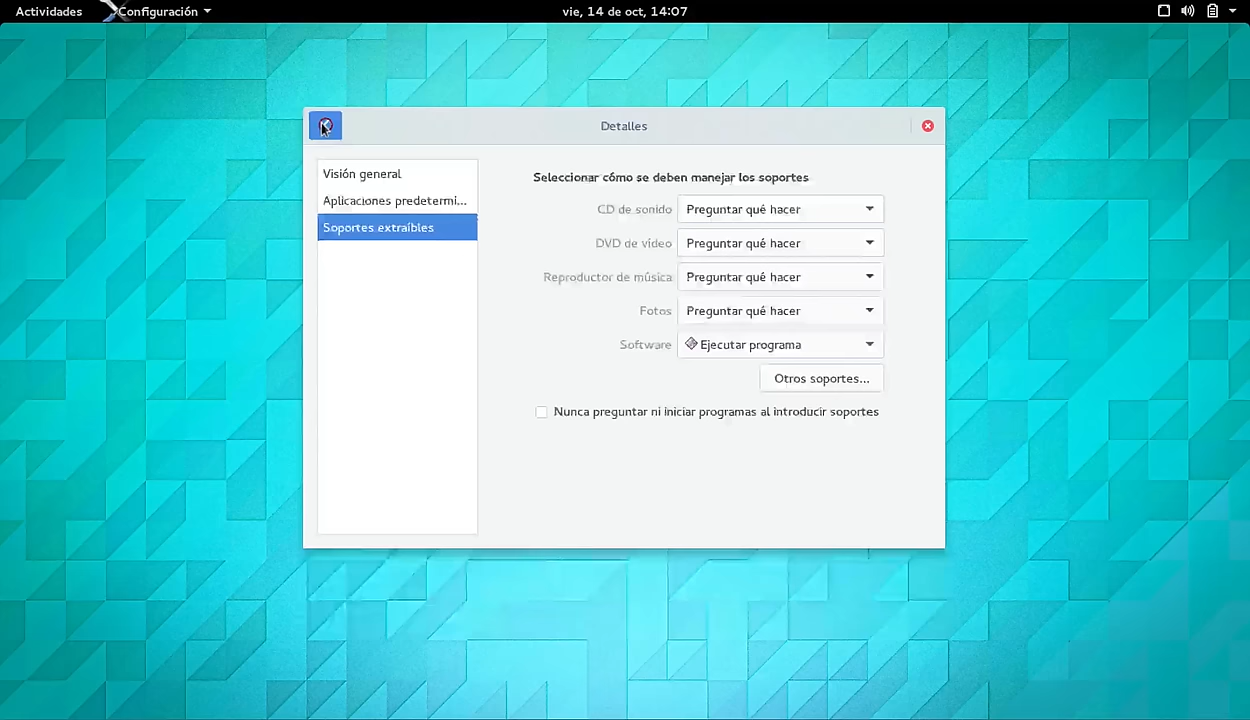 Actividades Configuración vie, 14 de oct, 14:07
Detalles
Visión general
Aplicaciones predetermi...
Soportes extraíbles
Seleccionar cómo se deben manejar los soportes
CD de sonido Preguntar qué hacer
DVD de vídeo Preguntar qué hacer
Reproductor de música Preguntar qué hacer
Fotos Preguntar qué hacer
Software Ejecutar programa
Otros soportes...
Nunca preguntar ni iniciar programas al introducir soportes